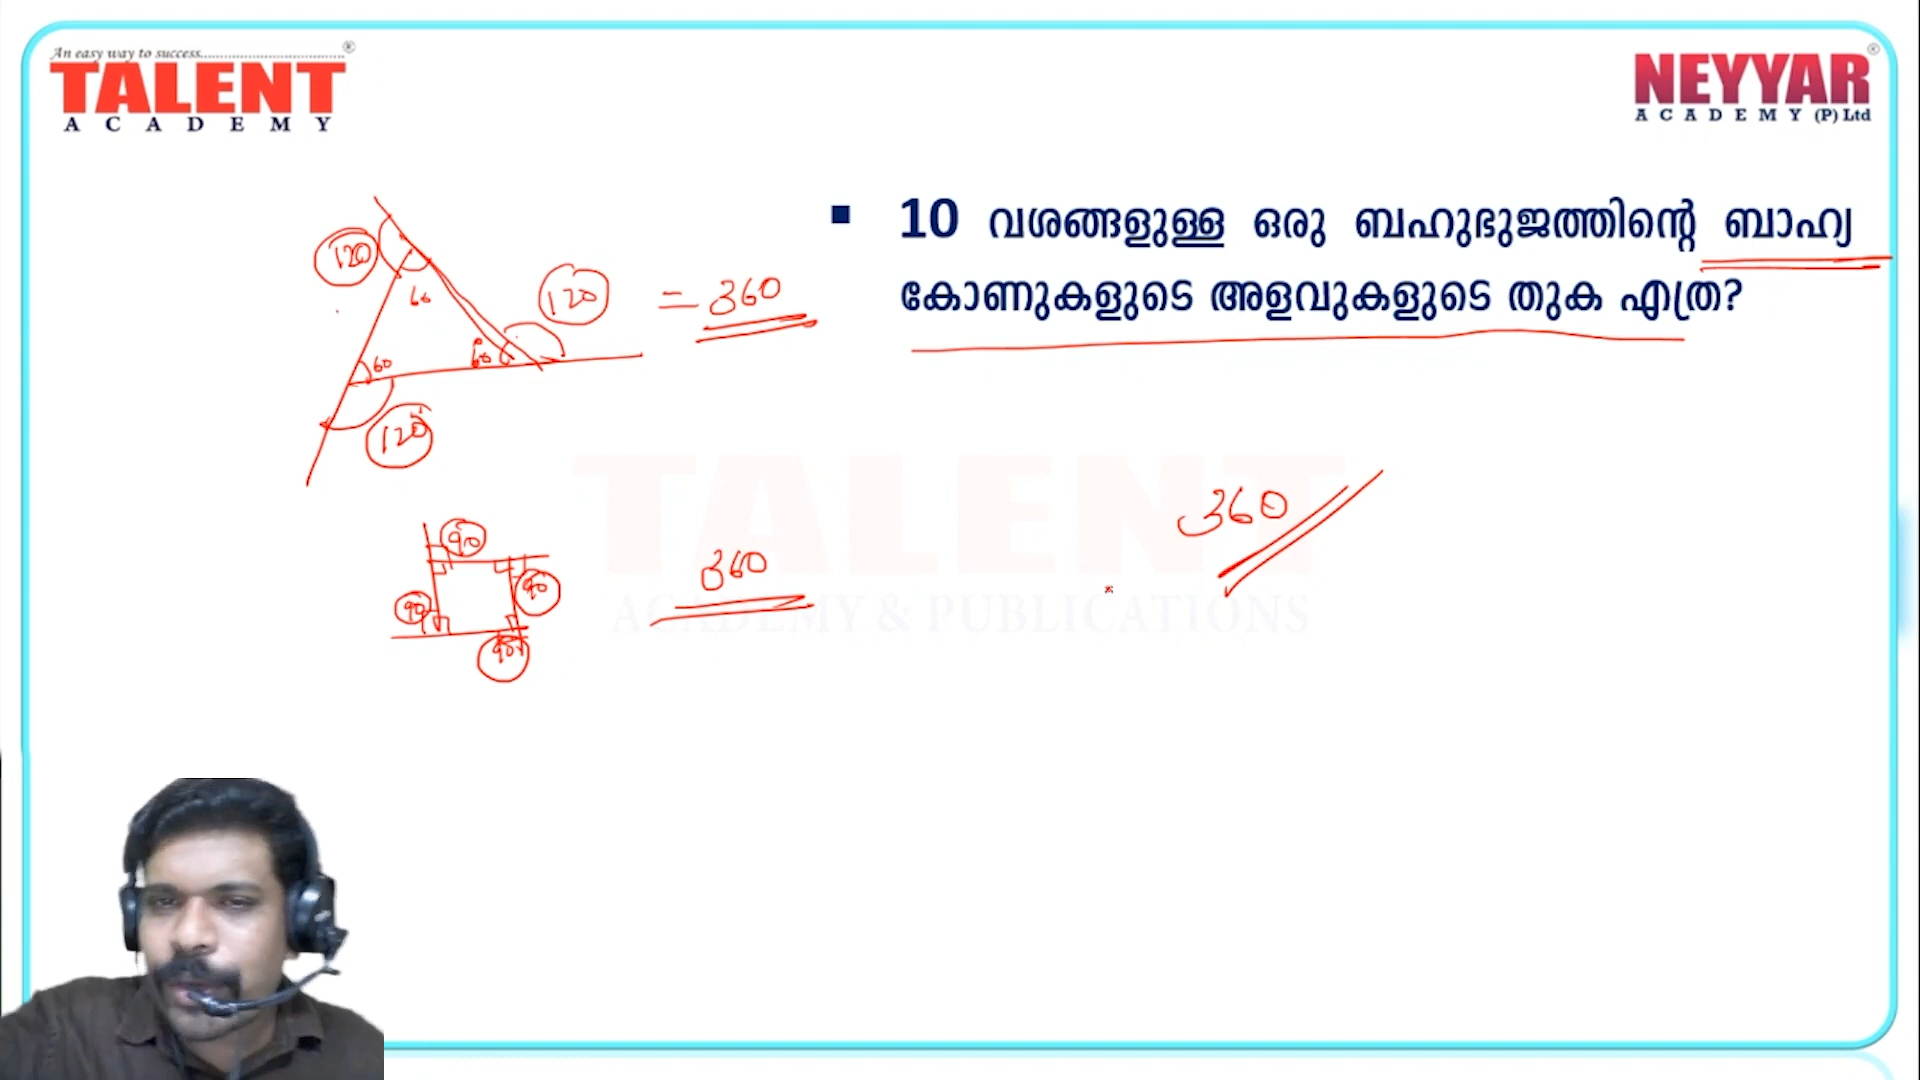 An easy way to success
TALENT
ACADEMY
NEYYAR
ACADEMY (P) Ltd
10 വശങ്ങളുള്ള ഒരു ബഹുഭുജത്തിന്റെ ബാഹ്യ
കോണുകളുടെ അളവുകളുടെ തുക എത്ര?
120
60
120
= 360
60
60
120
TALENT
ACADEMY & PUBLICATIONS
360
90
360
90
90
90